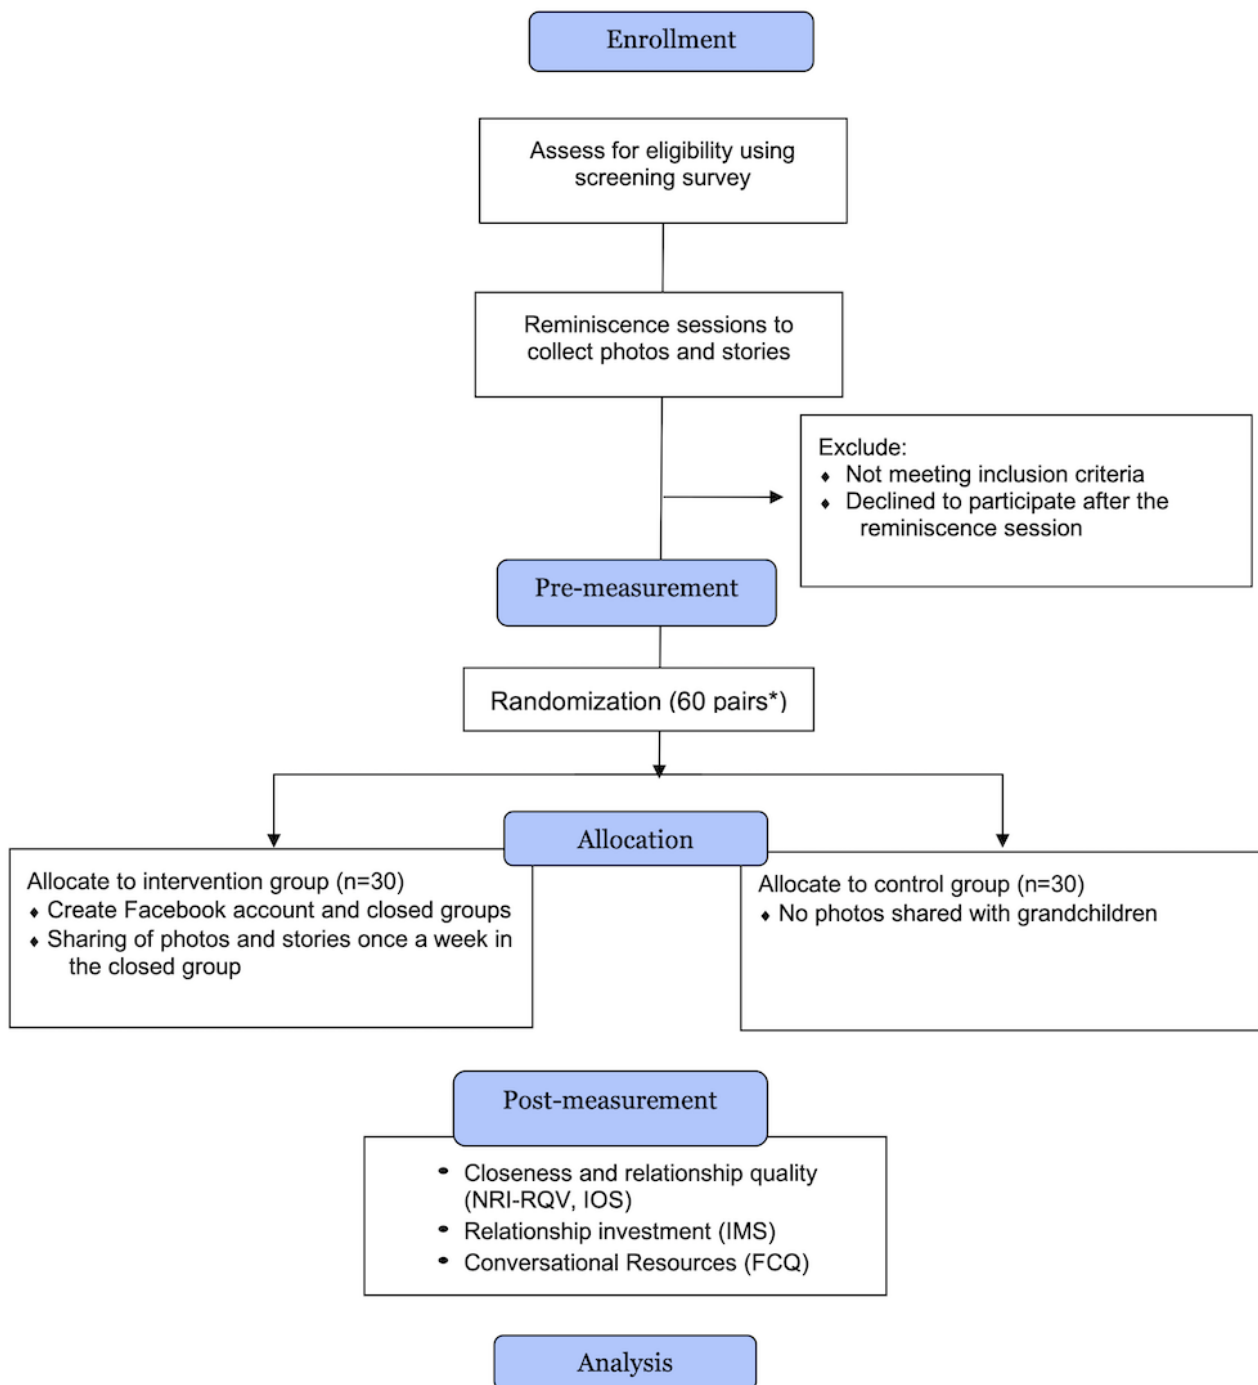 Enrollment
Assess for eligibility using
screening survey
Reminiscence sessions to
collect photos and stories
Exclude:
♦ Not meeting inclusion criteria
♦ Declined to participate after the
reminiscence session
Pre-measurement
Randomization (60 pairs*)
Allocation
Allocate to intervention group (n=30)
♦ Create Facebook account and closed groups
♦ Sharing of photos and stories once a week in
the closed group
Allocate to control group (n=30)
♦ No photos shared with grandchildren
Post-measurement
• Closeness and relationship quality
(NRI-RQV, IOS)
• Relationship investment (IMS)
• Conversational Resources (FCQ)
Analysis